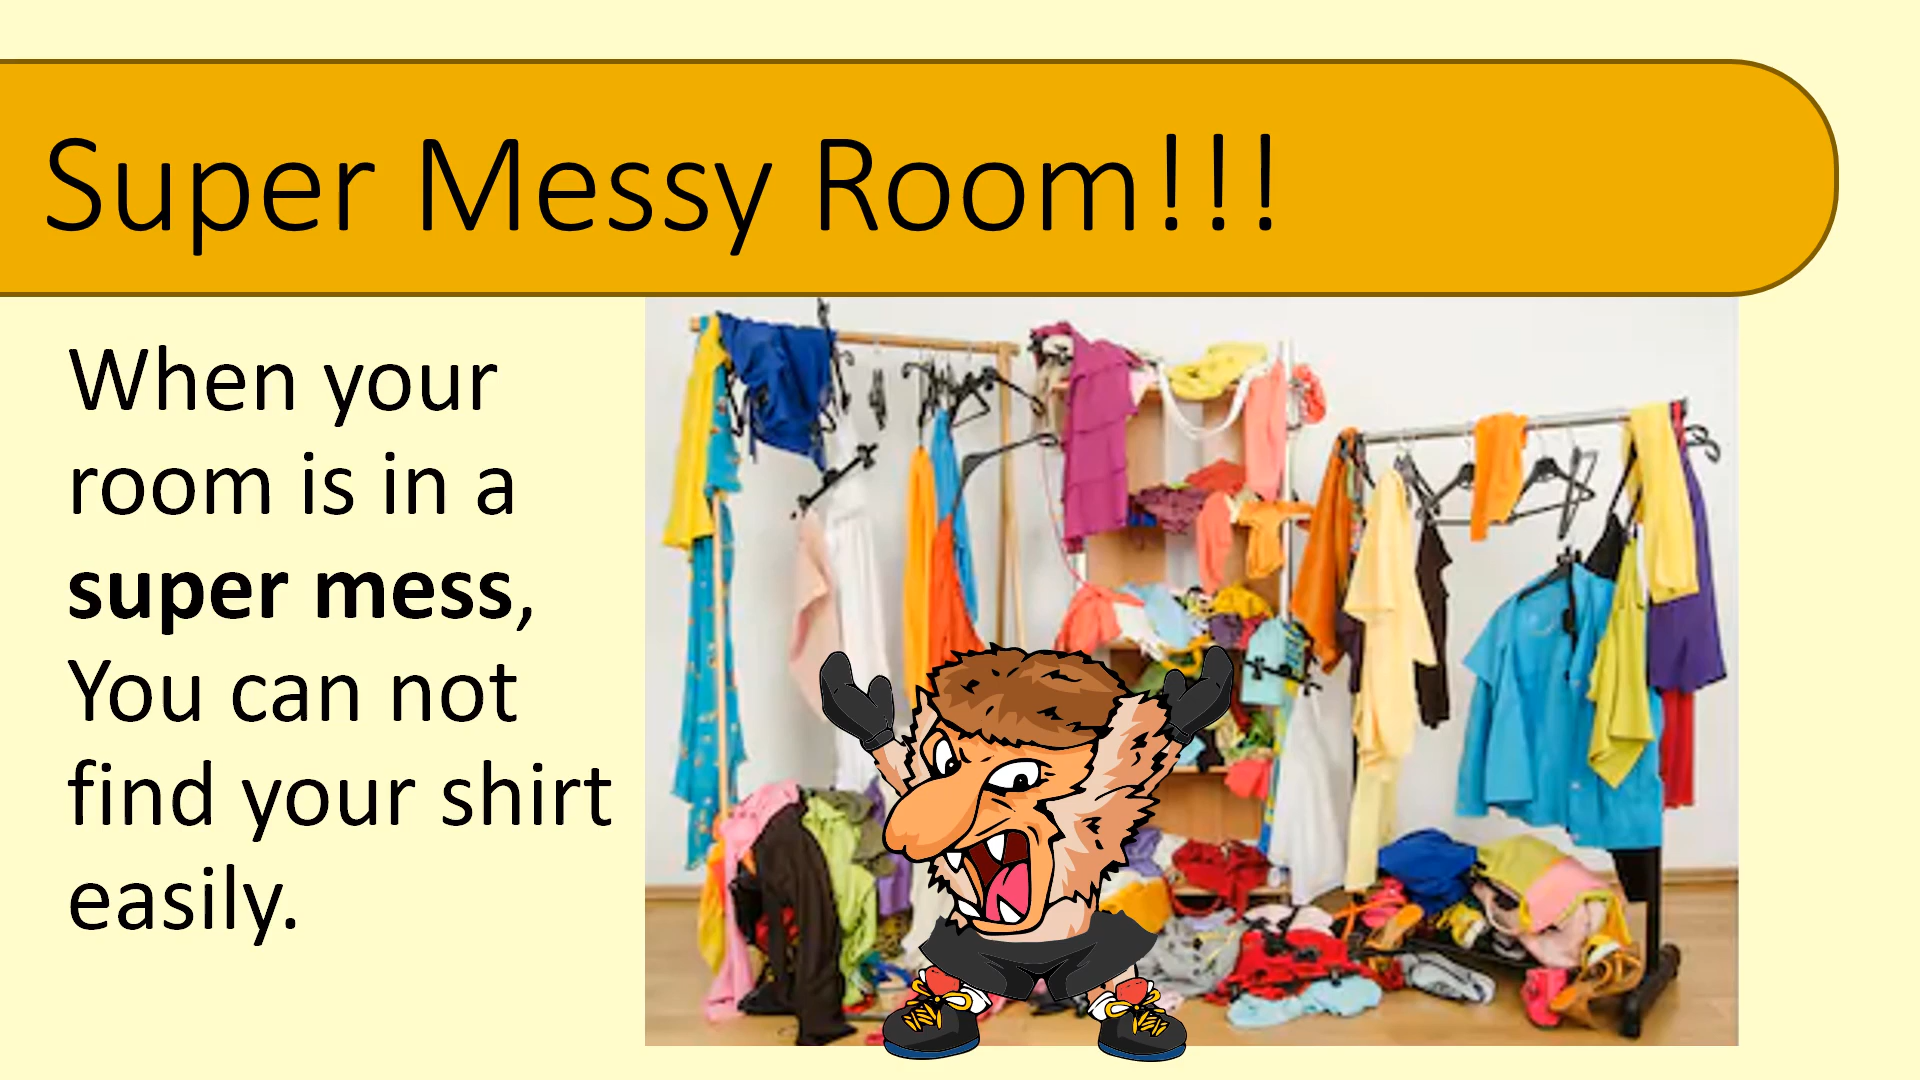 Super Messy Room!!!
When your
room is in a
super mess,
You can not
find your shirt
easily.